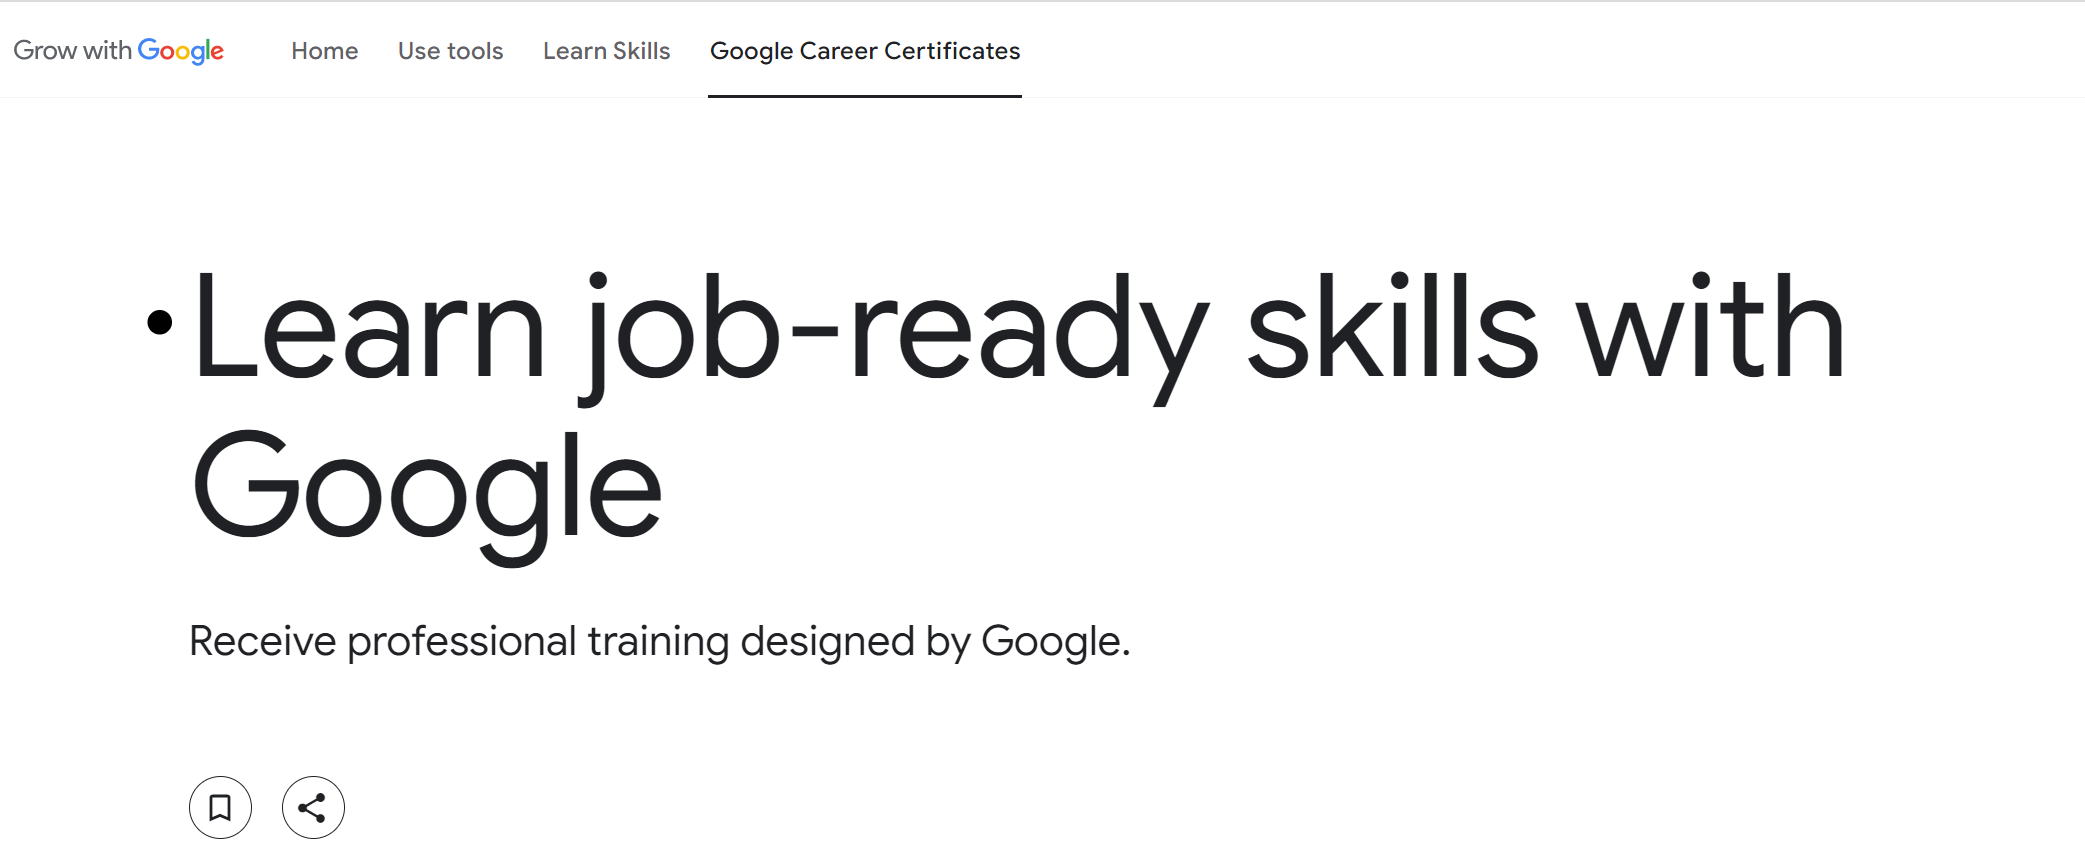 Grow with Google Home Use tools Learn Skills Google Career Certificates
Learn job-ready skills with
Google
Receive professional training designed by Google.